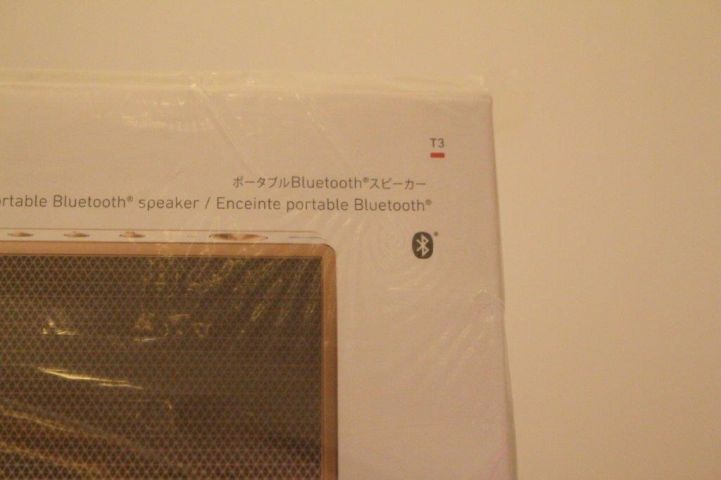 T3
ポータブルBluetooth®スピーカー
rtable Bluetooth® speaker / Enceinte portable Bluetooth®